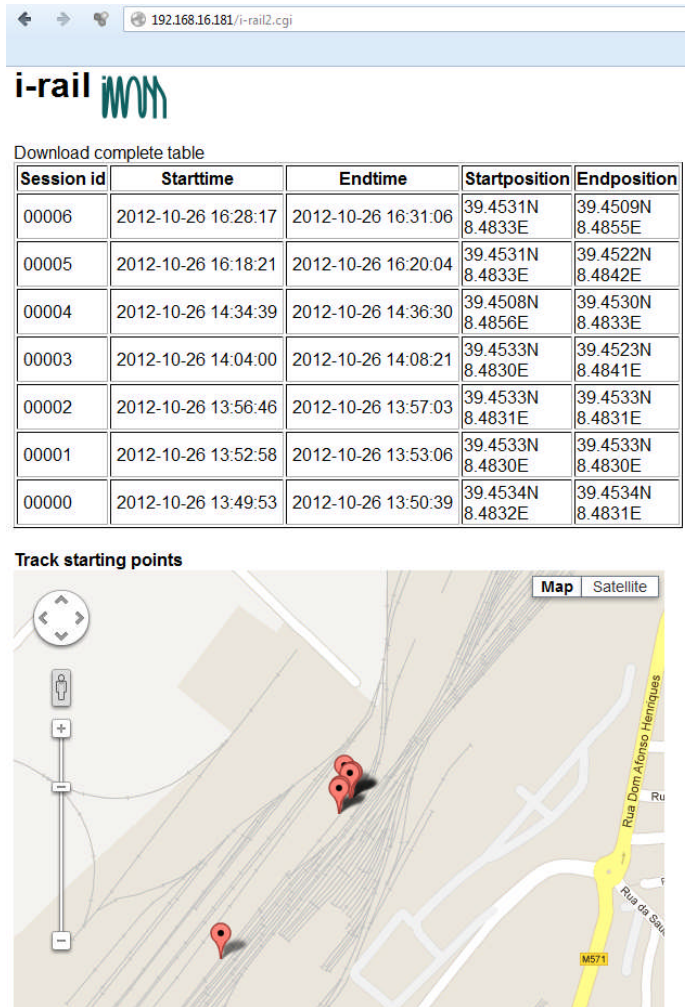 192.168.16.181/i-rail2.cgi
i-rail imom
Download complete table
Session id Starttime Endtime Startposition Endposition
00006 2012-10-26 16:28:17 2012-10-26 16:31:06 39.4531N 8.4833E 39.4509N 8.4855E
00005 2012-10-26 16:18:21 2012-10-26 16:20:04 39.4531N 8.4833E 39.4522N 8.4842E
00004 2012-10-26 14:34:39 2012-10-26 14:36:30 39.4508N 8.4856E 39.4530N 8.4833E
00003 2012-10-26 14:04:00 2012-10-26 14:08:21 39.4533N 8.4830E 39.4523N 8.4841E
00002 2012-10-26 13:56:46 2012-10-26 13:57:03 39.4533N 8.4831E 39.4533N 8.4831E
00001 2012-10-26 13:52:58 2012-10-26 13:53:06 39.4533N 8.4830E 39.4533N 8.4830E
00000 2012-10-26 13:49:53 2012-10-26 13:50:39 39.4534N 8.4832E 39.4534N 8.4831E
Track starting points
Map Satellite
Rua Dom Afonso Henriques
Ru
Rua da Sau
M571